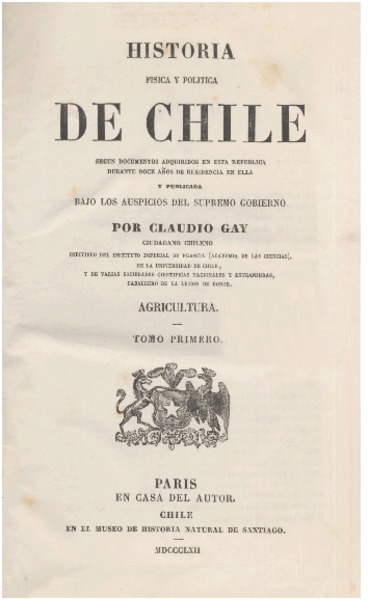 HISTORIA
FISICA Y POLITICA
DE CHILE
SEGUN DOCUMENTOS ADQUIRIDOS EN ESTA REPUBLICA
DURANTE DOCE AÑOS DE RESIDENCIA EN ELLA
Y PUBLICADA
BAJO LOS AUSPICIOS DEL SUPREMO GOBIERNO
POR CLAUDIO GAY
CIUDADANO CHILENO
INDIVIDUO DEL INSTITUTO IMPERIAL DE FRANCIA (ACADEMIA DE LAS CIENCIAS),
DE LA UNIVERSIDAD DE CHILE,
Y DE VARIAS SOCIEDADES CIENTIFICAS NACIONALES Y ESTRANJERAS,
CABALLERO DE LA LEGION DE HONOR.
AGRICULTURA.
TOMO PRIMERO.
PARIS
EN CASA DEL AUTOR.
CHILE
EN EL MUSEO DE HISTORIA NATURAL DE SANTIAGO.
MDCCCLXII